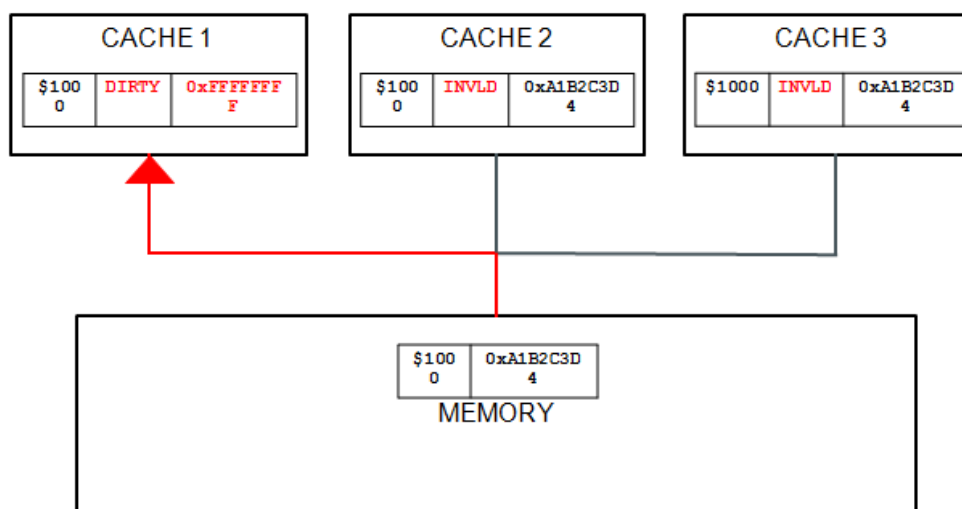 CACHE 1
CACHE 2
CACHE 3
$100
0
DIRTY
0xFFFFFFF
F
$100
0
INVLD
0xA1B2C3D
4
$1000
INVLD
0xA1B2C3D
4
$100
0
0xA1B2C3D
4
MEMORY